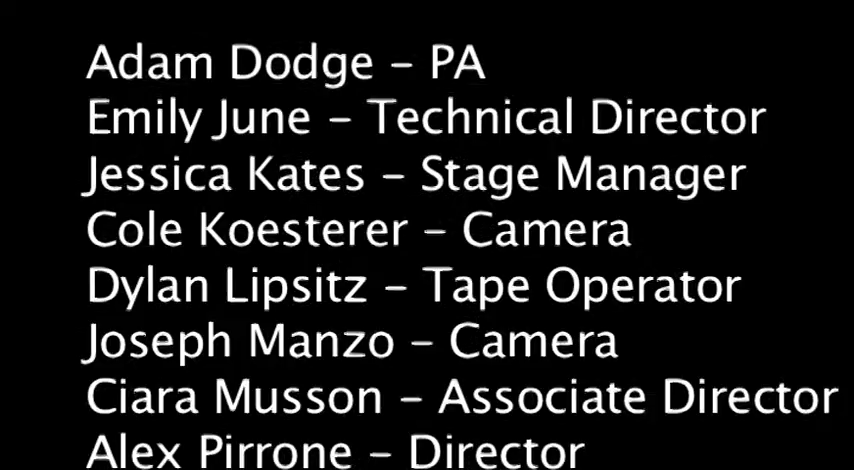 Adam Dodge – PA
Emily June – Technical Director
Jessica Kates – Stage Manager
Cole Koesterer – Camera
Dylan Lipsitz – Tape Operator
Joseph Manzo – Camera
Ciara Musson – Associate Director
Alex Pirrone – Director